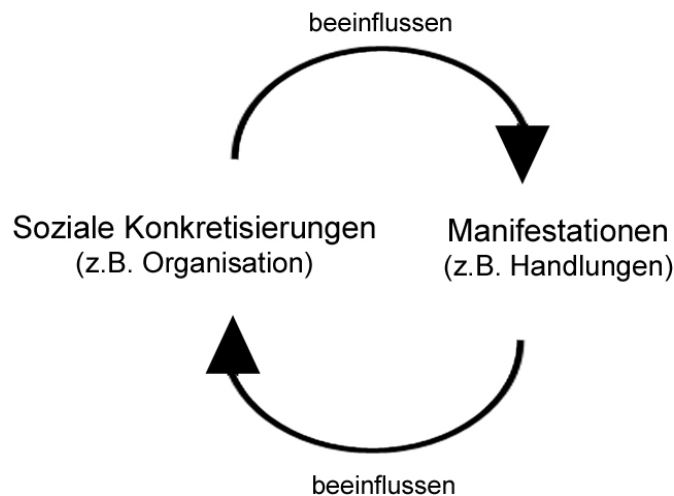 beeinflussen
Soziale Konkretisierungen
(z.B. Organisation)
Manifestationen
(z.B. Handlungen)
beeinflussen